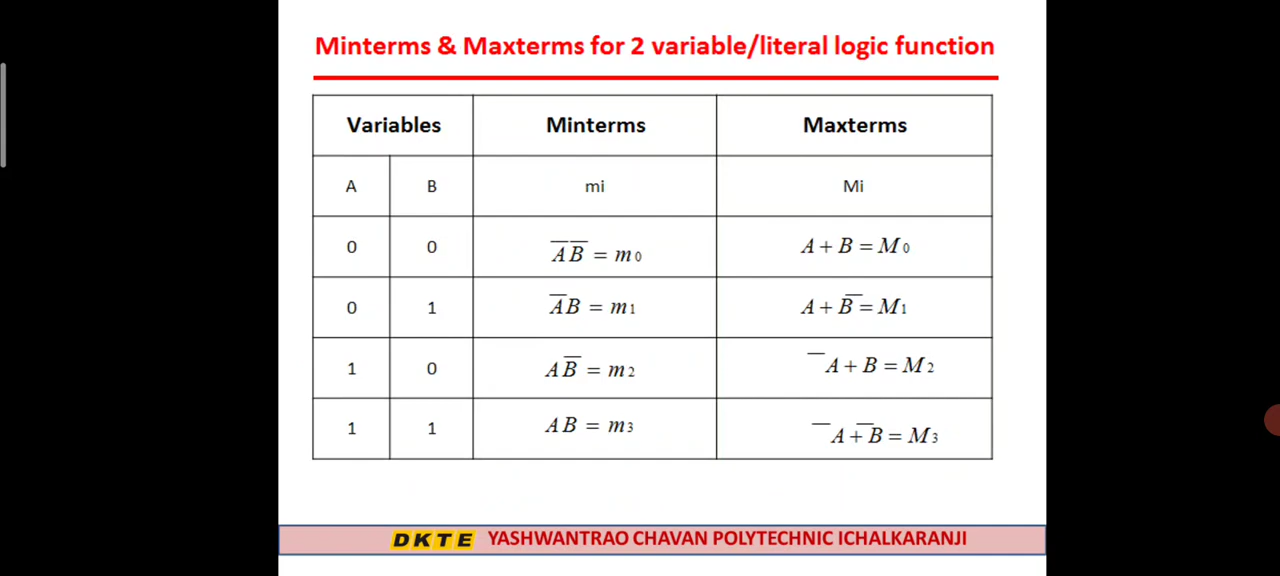 Minterms & Maxterms for 2 variable/literal logic function
Variables Minterms Maxterms
A B mi Mi
0 0 A̅B̅ = m₀ A + B = M₀
0 1 A̅B = m₁ A + B̅ = M₁
1 0 AB̅ = m₂ A̅ + B = M₂
1 1 AB = m₃ A̅ + B̅ = M₃
DKTE YASHWANTRAO CHAVAN POLYTECHNIC ICHALKARANJI